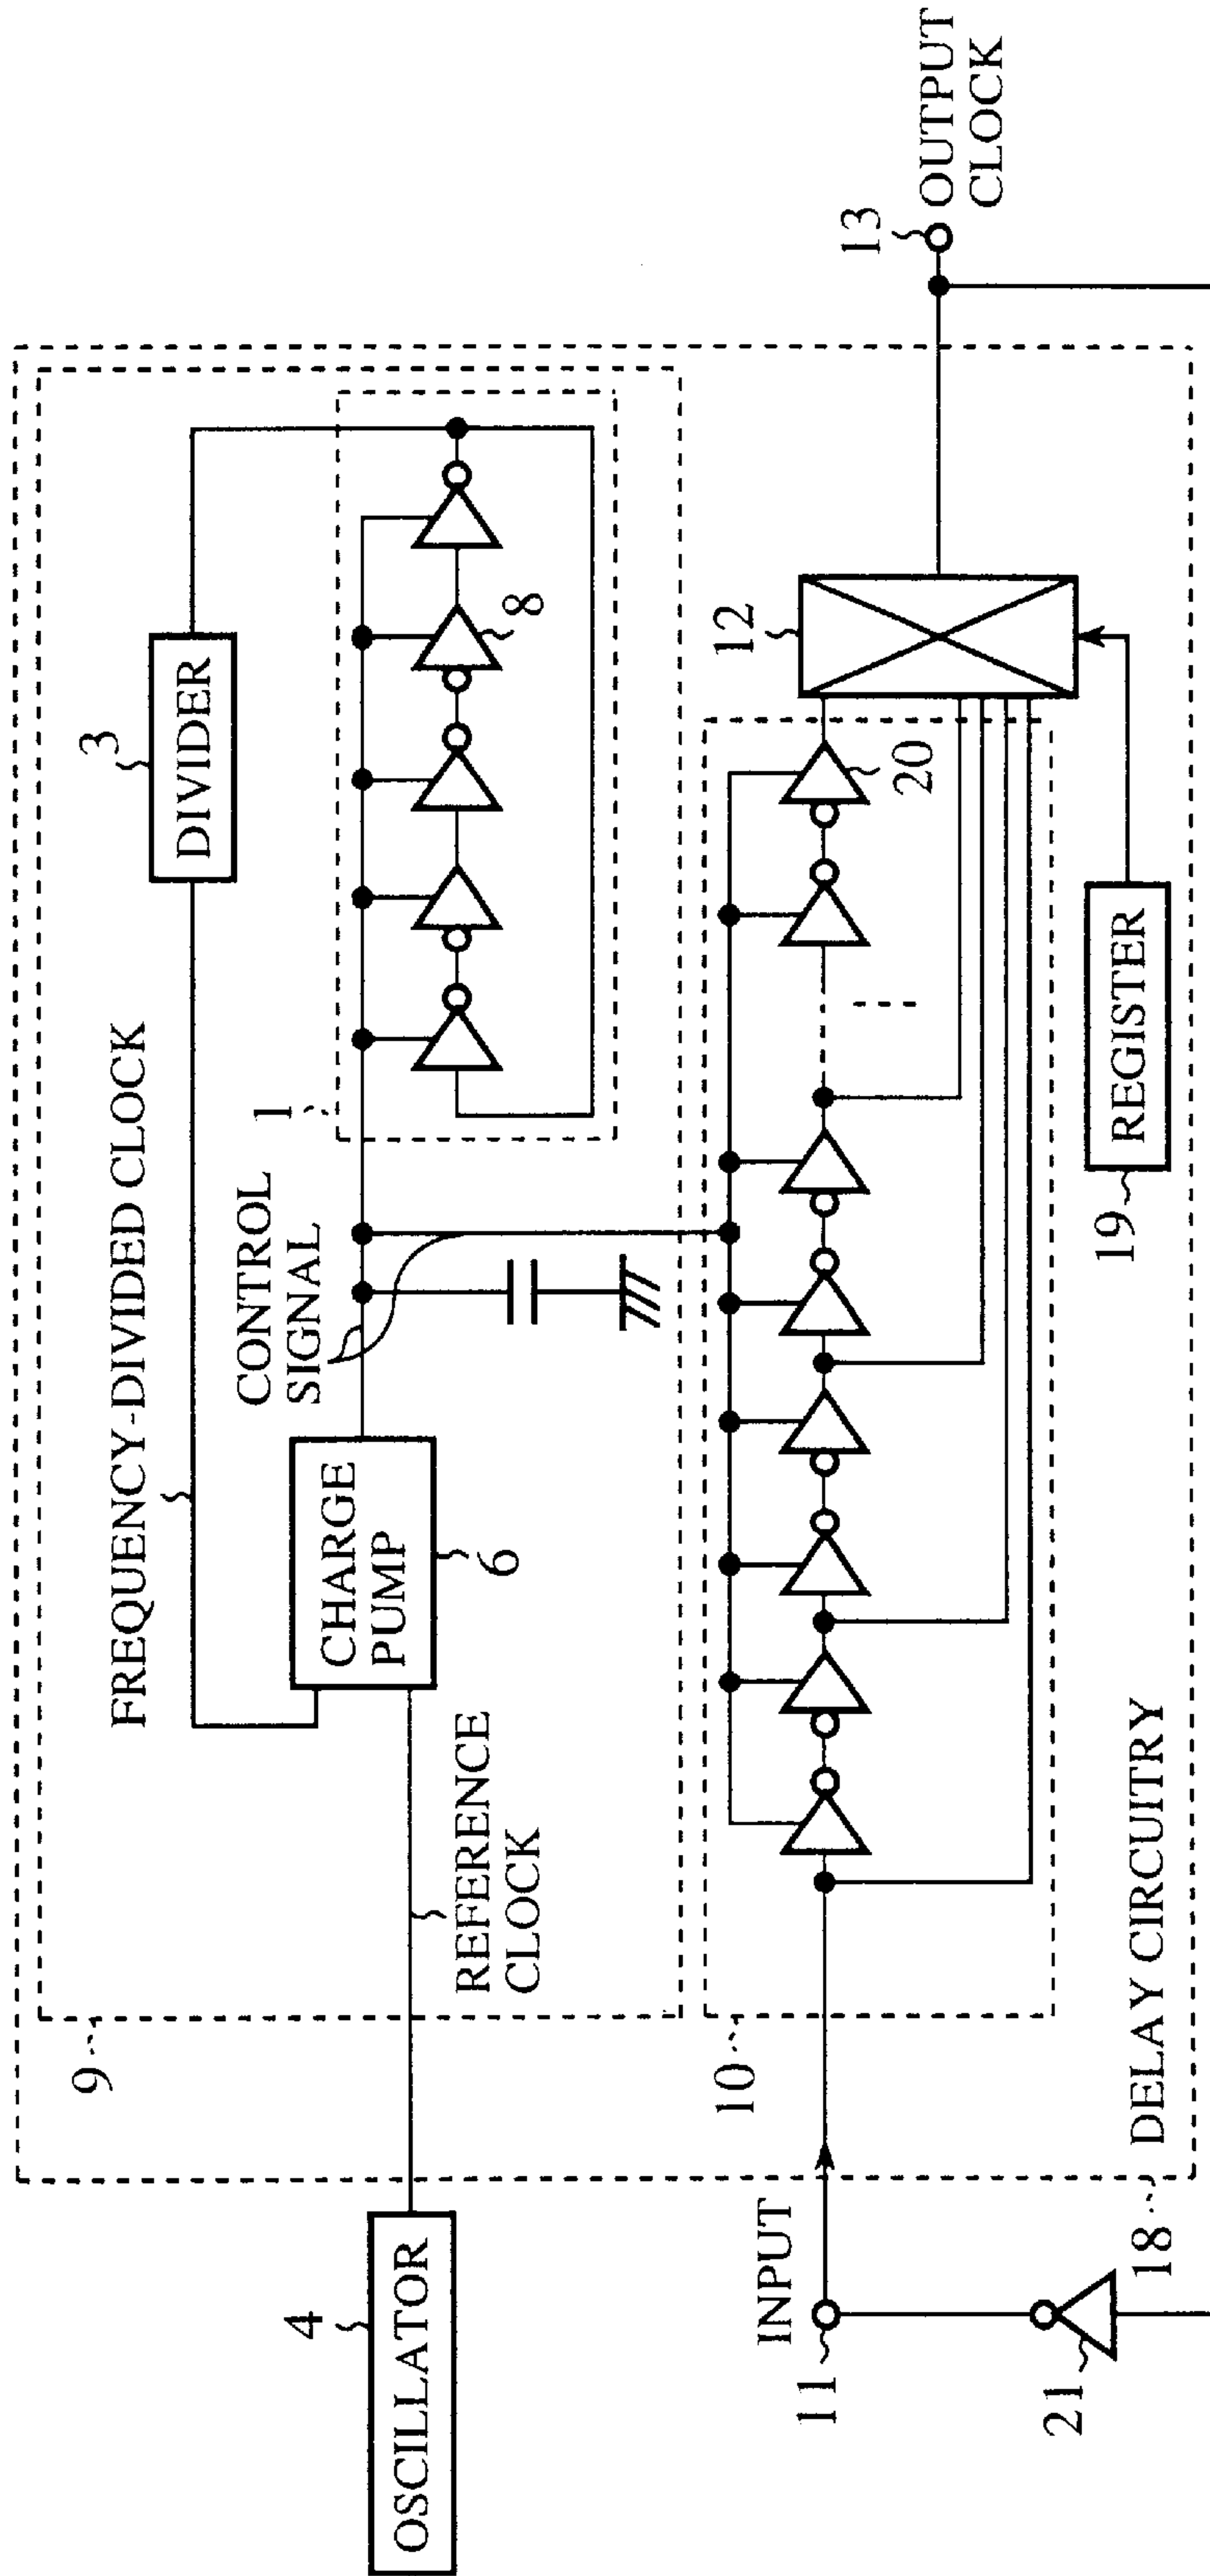 FREQUENCY-DIVIDED CLOCK
3
DIVIDER
1
CONTROL
SIGNAL
8
CHARGE
PUMP
6
REFERENCE
CLOCK
9
4
OSCILLATOR
10
20
12
13
OUTPUT
CLOCK
INPUT
11
19
REGISTER
21
18
DELAY CIRCUITRY